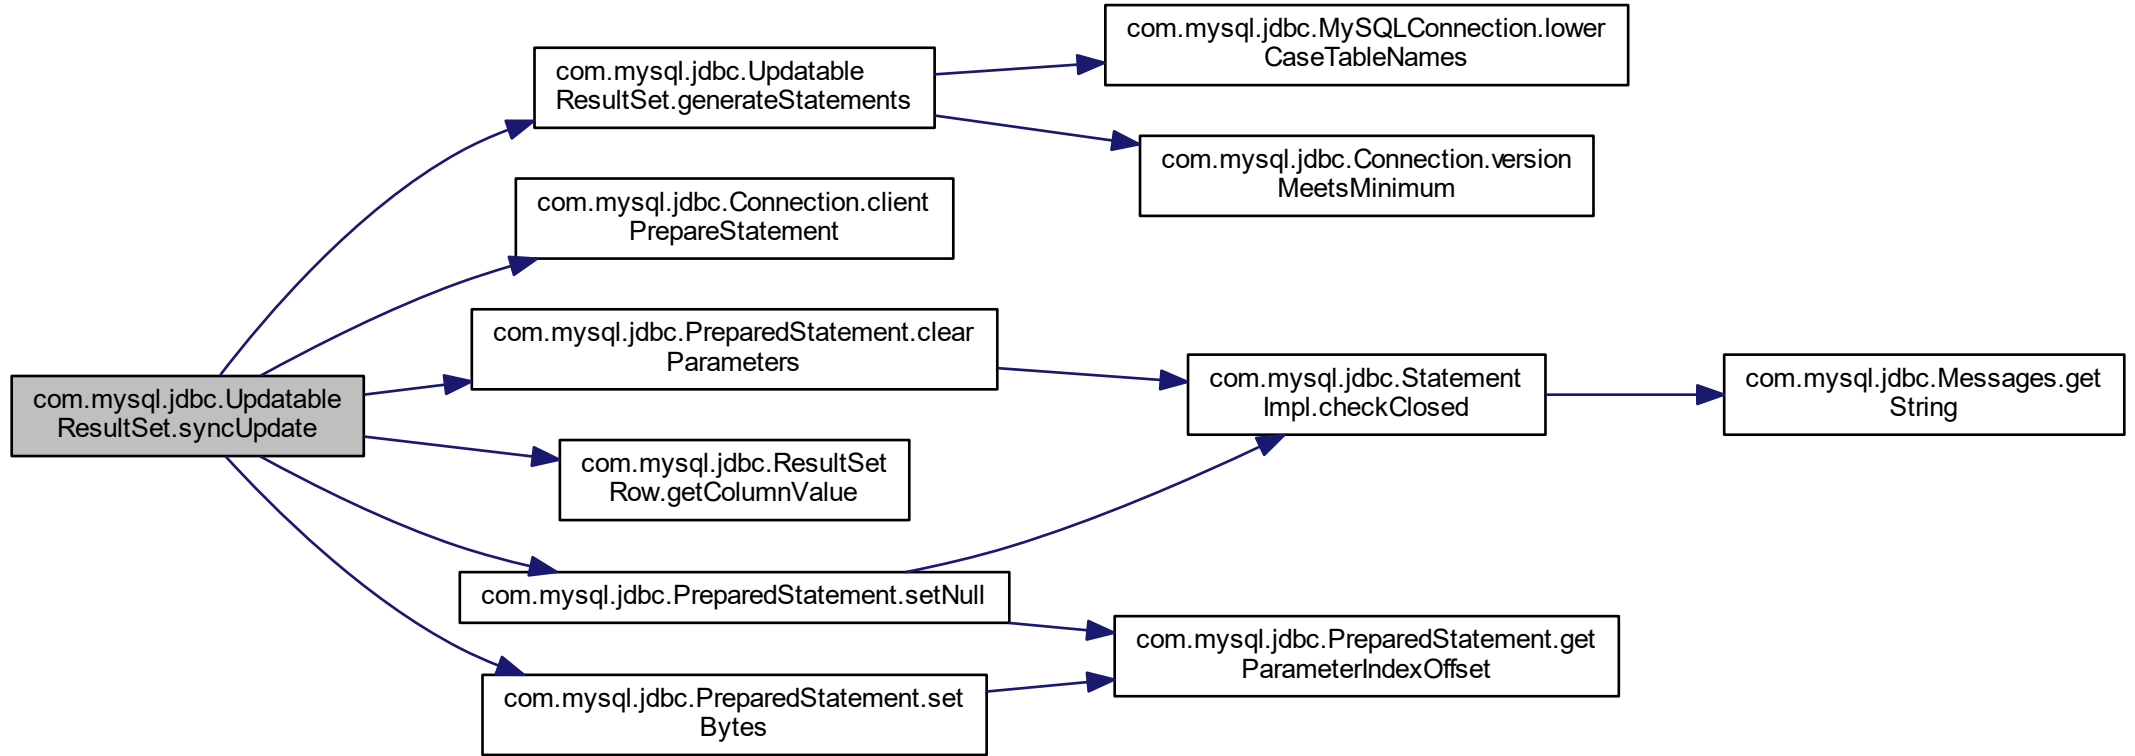 com.mysql.jdbc.MySQLConnection.lower
CaseTableNames
com.mysql.jdbc.Updatable
ResultSet.generateStatements
com.mysql.jdbc.Connection.version
MeetsMinimum
com.mysql.jdbc.Connection.client
PrepareStatement
com.mysql.jdbc.PreparedStatement.clear
Parameters
com.mysql.jdbc.Statement
Impl.checkClosed
com.mysql.jdbc.Messages.get
String
com.mysql.jdbc.Updatable
ResultSet.syncUpdate
com.mysql.jdbc.ResultSet
Row.getColumnValue
com.mysql.jdbc.PreparedStatement.setNull
com.mysql.jdbc.PreparedStatement.get
ParameterIndexOffset
com.mysql.jdbc.PreparedStatement.set
Bytes